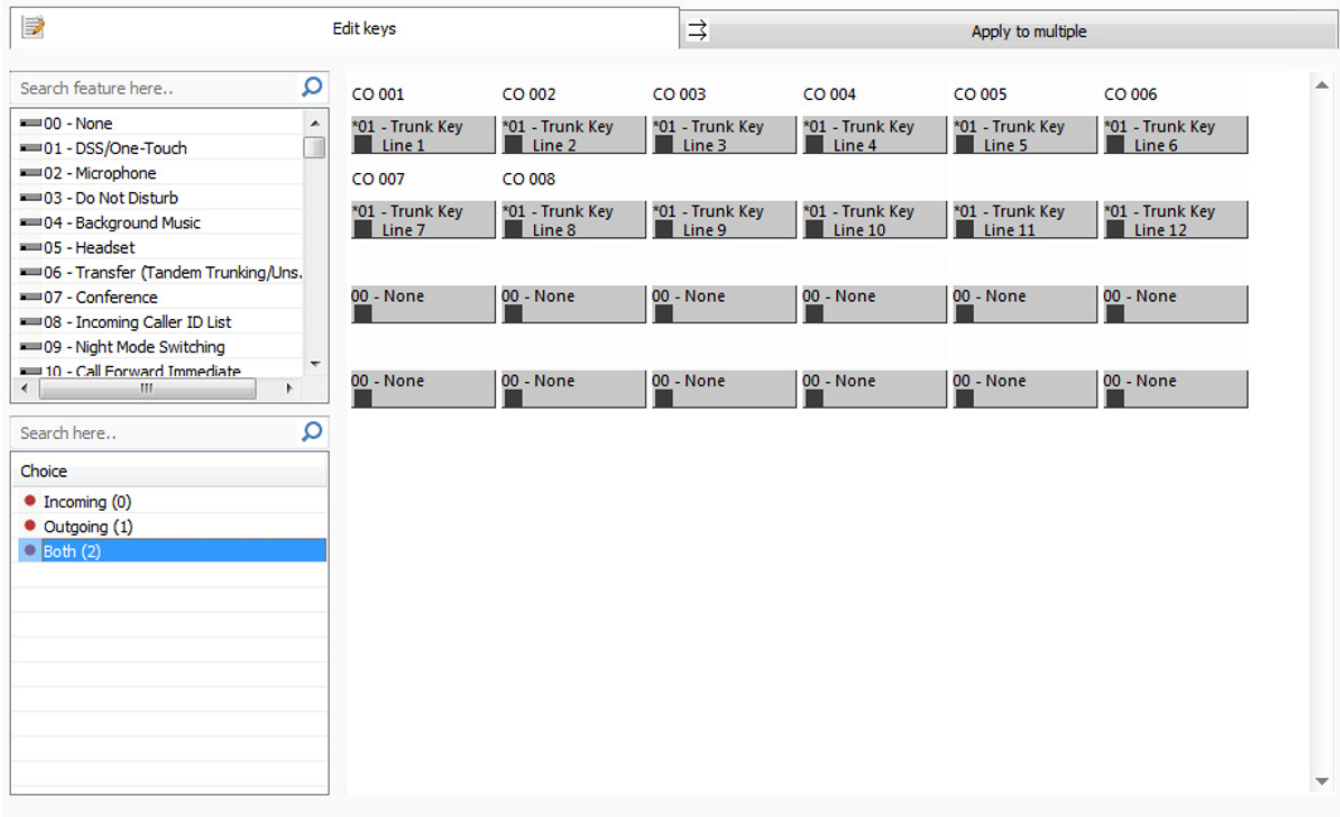 Edit keys
Apply to multiple
Search feature here..
00 - None
01 - DSS/One-Touch
02 - Microphone
03 - Do Not Disturb
04 - Background Music
05 - Headset
06 - Transfer (Tandem Trunking/Uns.
07 - Conference
08 - Incoming Caller ID List
09 - Night Mode Switching
10 - Call Forward Immediate
Search here..
Choice
Incoming (0)
Outgoing (1)
Both (2)
CO 001 CO 002 CO 003 CO 004 CO 005 CO 006
*01 - Trunk Key *01 - Trunk Key *01 - Trunk Key *01 - Trunk Key *01 - Trunk Key *01 - Trunk Key
Line 1 Line 2 Line 3 Line 4 Line 5 Line 6
CO 007 CO 008
*01 - Trunk Key *01 - Trunk Key *01 - Trunk Key *01 - Trunk Key *01 - Trunk Key *01 - Trunk Key
Line 7 Line 8 Line 9 Line 10 Line 11 Line 12
00 - None 00 - None 00 - None 00 - None 00 - None 00 - None
00 - None 00 - None 00 - None 00 - None 00 - None 00 - None